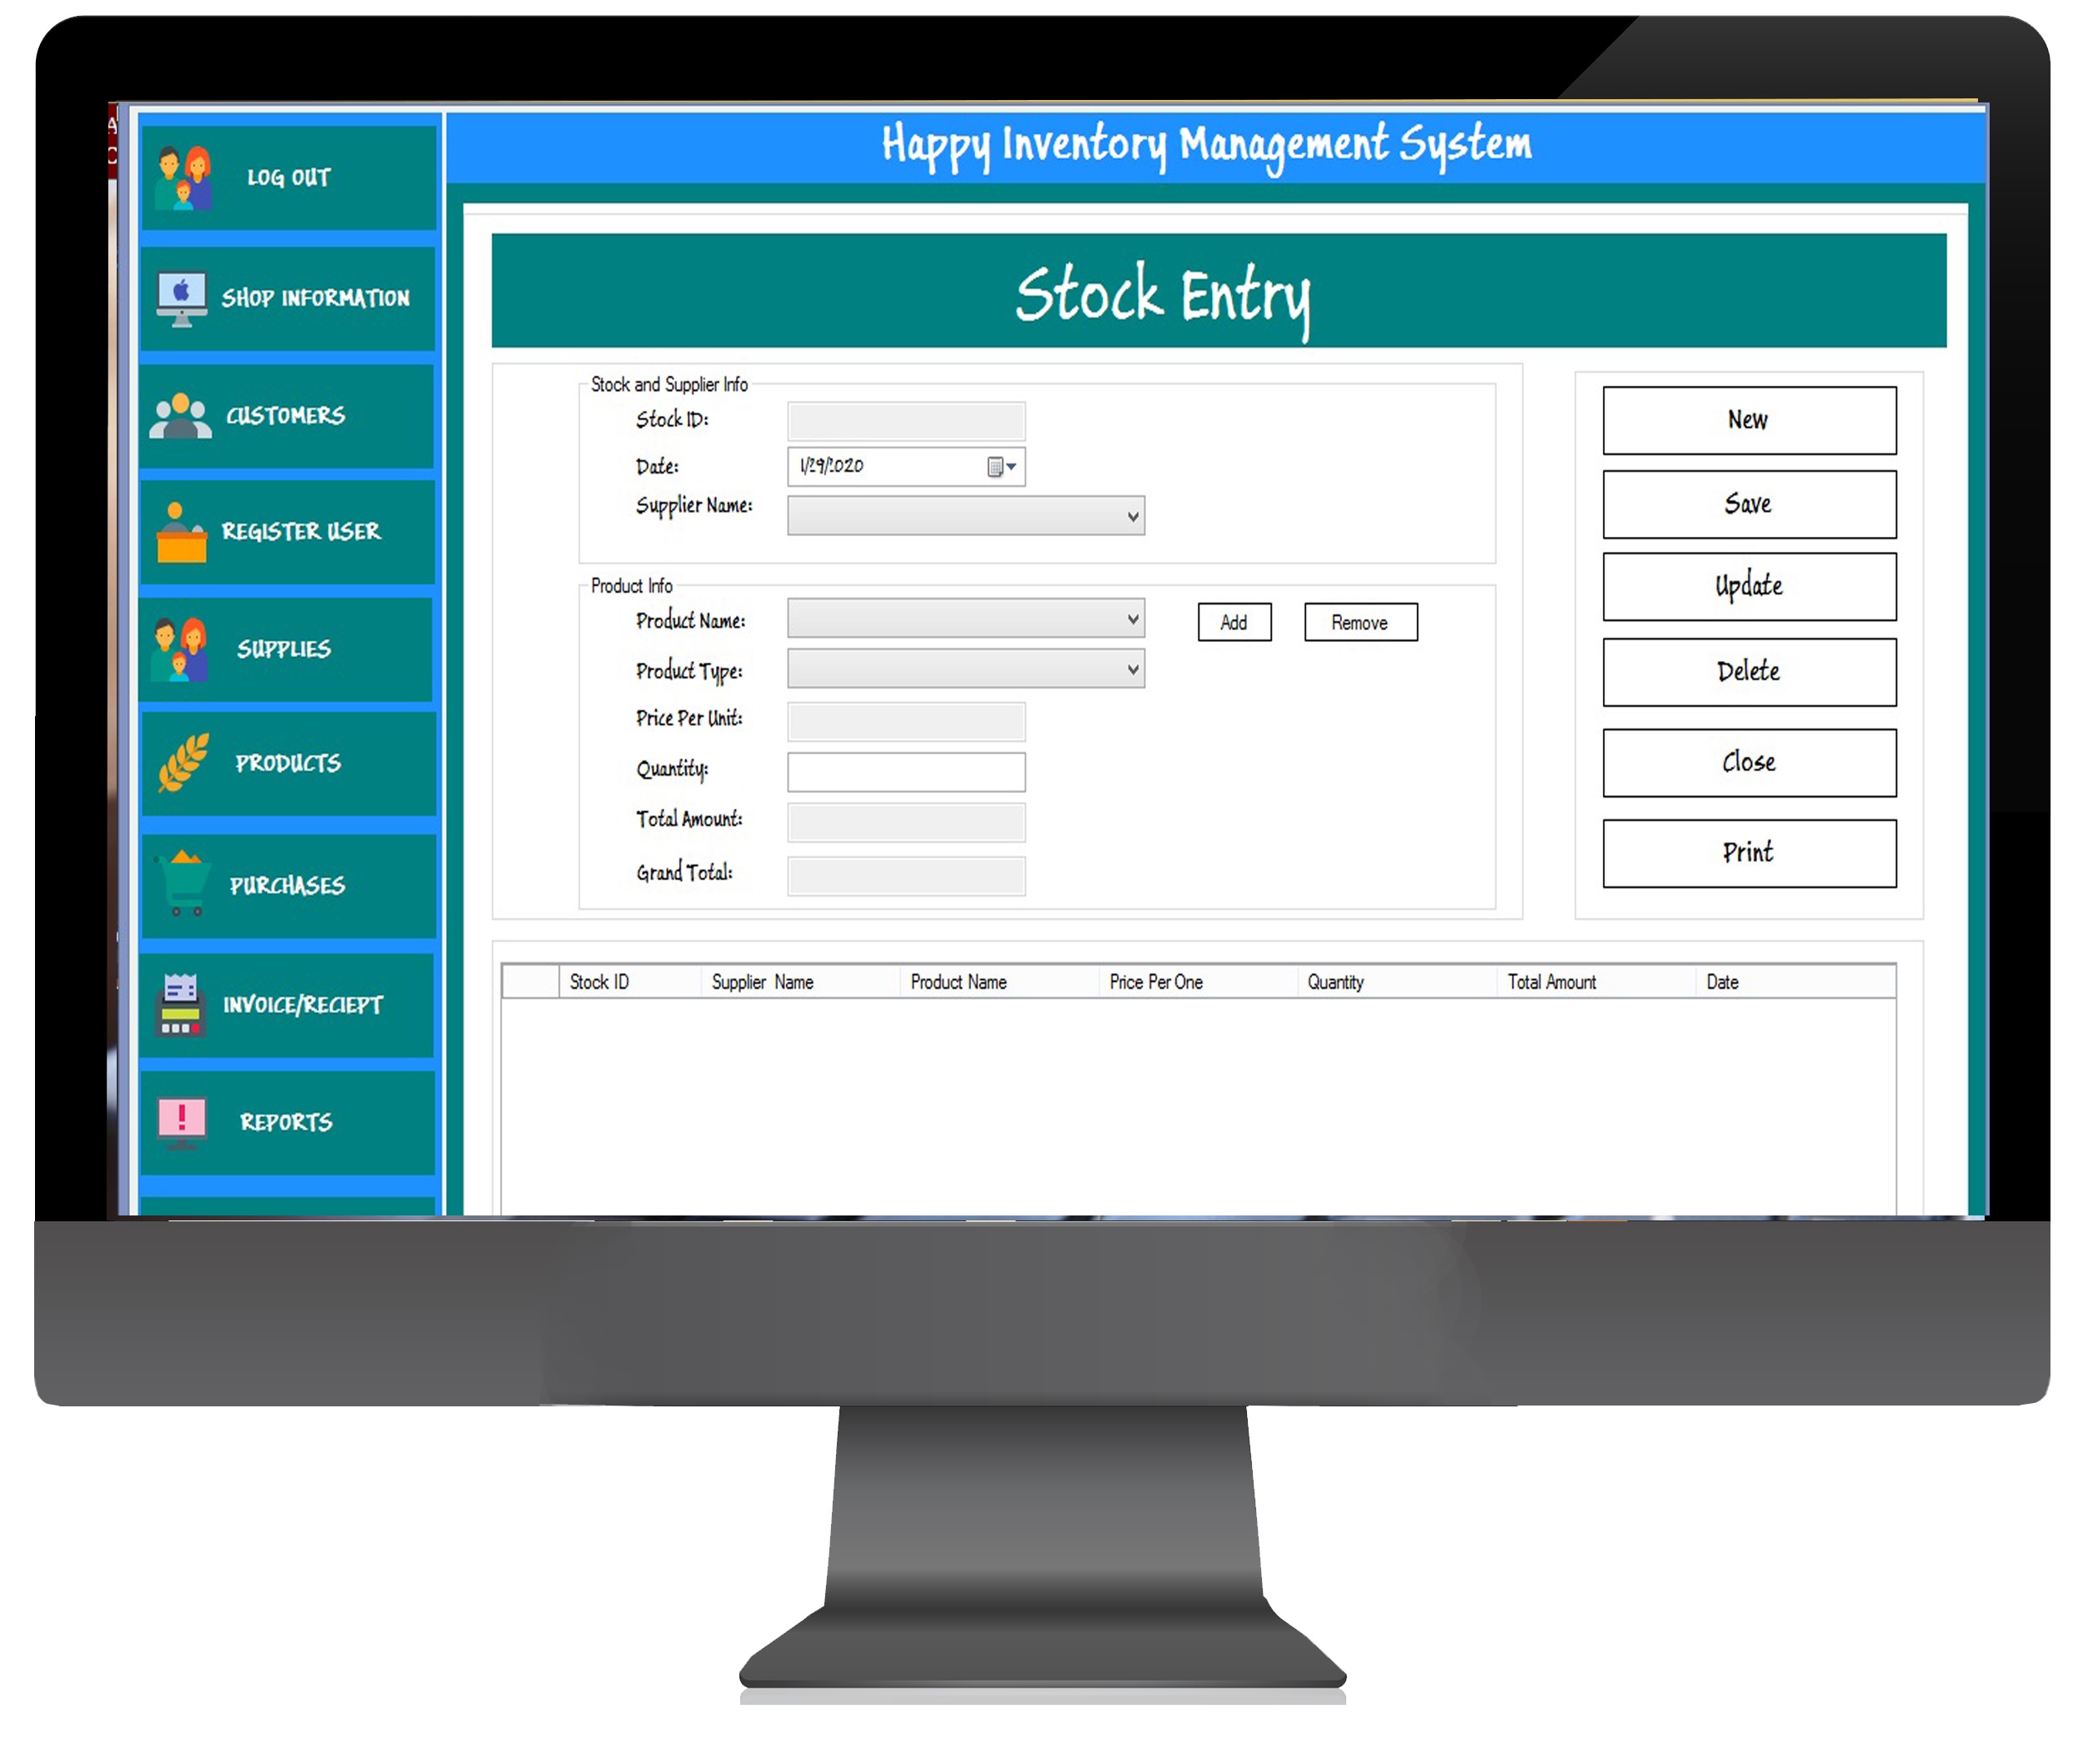 Happy Inventory Management System
LOG OUT
SHOP INFORMATION
CUSTOMERS
REGISTER USER
SUPPLIES
PRODUCTS
PURCHASES
INVOICE/RECIEPT
REPORTS
Stock Entry
Stock and Supplier Info
Stock ID:
Date: 1/29/2020
Supplier Name:
Product Info
Product Name: Add Remove
Product Type:
Price Per Unit:
Quantity:
Total Amount:
Grand Total:
New
Save
Update
Delete
Close
Print
Stock ID Supplier Name Product Name Price Per One Quantity Total Amount Date